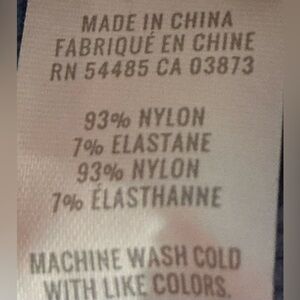 MADE IN CHINA
FABRIQUÉ EN CHINE
RN 54485 CA 03873
93% NYLON
7% ELASTANE
93% NYLON
7% ÉLASTHANNE
MACHINE WASH COLD
WITH LIKE COLORS.